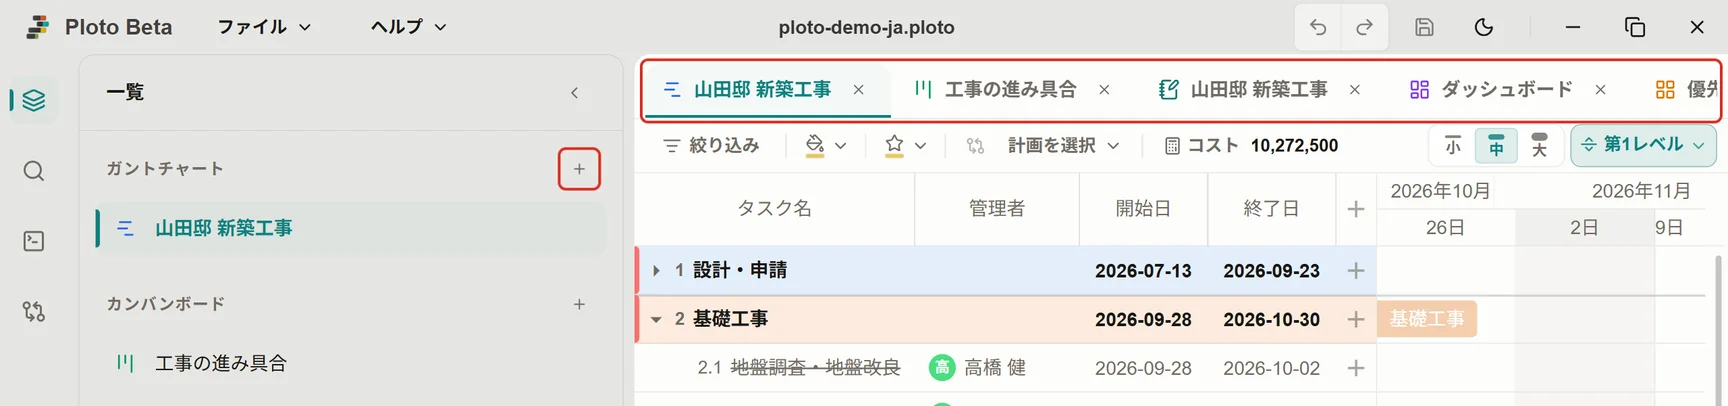 Ploto Beta ファイル ヘルプ ploto-demo-ja.ploto
一覧
山田邸 新築工事 工事の進み具合 山田邸 新築工事 ダッシュボード
絞り込み 計画を選択 コスト 10,272,500 小 中 大 第1レベル
ガントチャート
山田邸 新築工事
カンバンボード
工事の進み具合
タスク名 管理者 開始日 終了日 2026年10月 2026年11月
26日 2日 9日
1 設計・申請 2026-07-13 2026-09-23
2 基礎工事 2026-09-28 2026-10-30 基礎工事
2.1 地盤調査・地盤改良 高 高橋 健 2026-09-28 2026-10-02